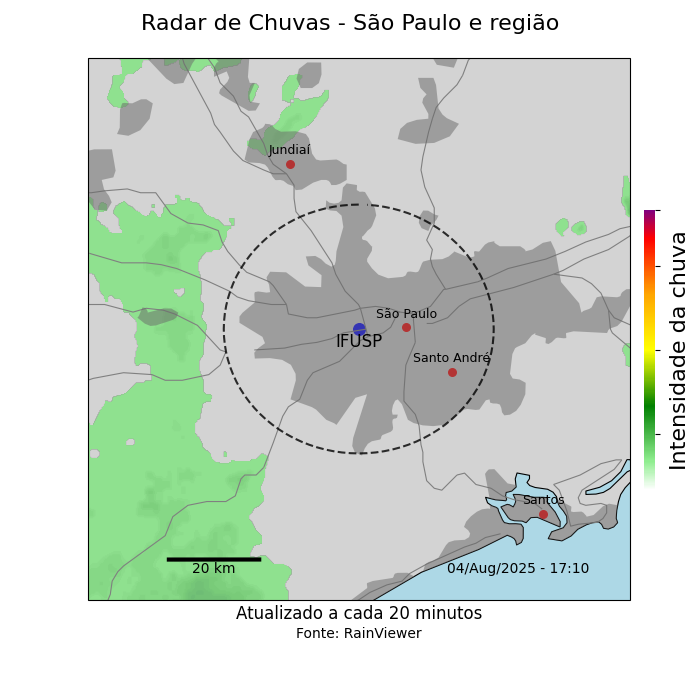 Radar de Chuvas - São Paulo e região
Jundiaí
São Paulo
IFUSP
Santo André
Santos
20 km
04/Aug/2025 - 17:10
Intensidade da chuva
Atualizado a cada 20 minutos
Fonte: RainViewer